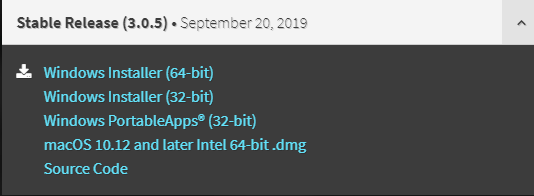 Stable Release (3.0.5) • September 20, 2019
Windows Installer (64-bit)
Windows Installer (32-bit)
Windows PortableApps® (32-bit)
macOS 10.12 and later Intel 64-bit .dmg
Source Code